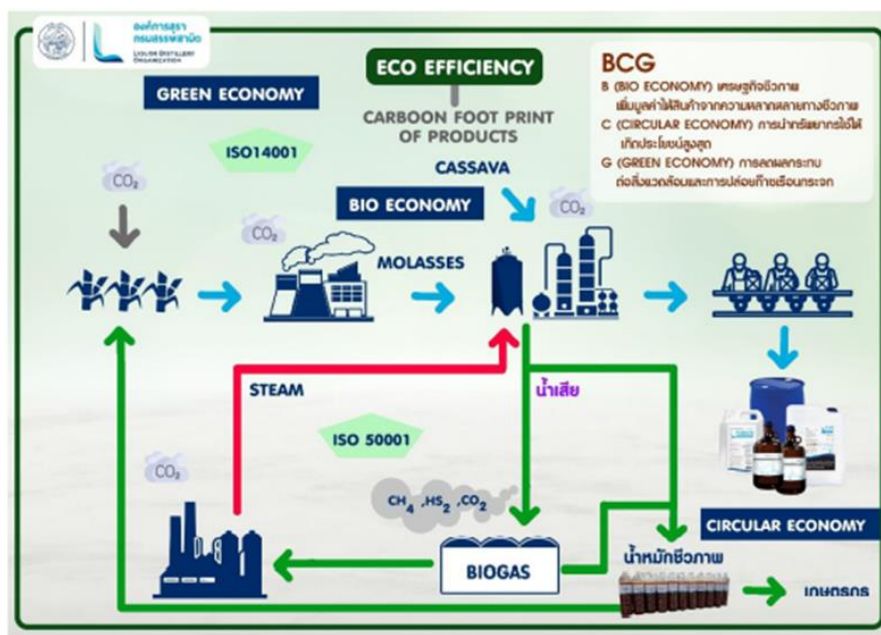 องค์การสุรา
กรมสรรพสามิต
LIQUOR DISTILLERY
ORGANIZATION
ECO EFFICIENCY
GREEN ECONOMY
CARBOON FOOT PRINT
OF PRODUCTS
BCG
B (BIO ECONOMY) เศรษฐกิจชีวภาพ
เพิ่มมูลค่าให้สินค้าจากความหลากหลายทางชีวภาพ
C (CIRCULAR ECONOMY) การนำทรัพยากรใช้ให้
เกิดประโยชน์สูงสุด
G (GREEN ECONOMY) การลดผลกระทบ
ต่อสิ่งแวดล้อมและการปล่อยก๊าซเรือนกระจก
ISO14001
CASSAVA
CO₂
BIO ECONOMY
CO₂
CO₂
MOLASSES
STEAM
น้ำเสีย
ISO 50001
CO₂
CH₄ ,HS₂ ,CO₂
CIRCULAR ECONOMY
น้ำหมักชีวภาพ
BIOGAS
เกษตรกร